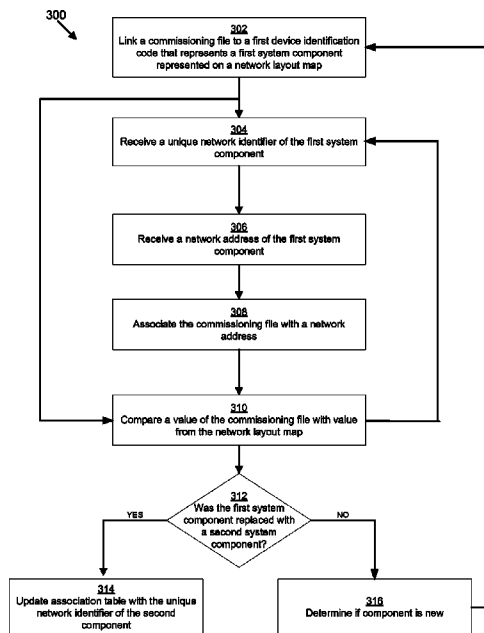 300
302
Link a commissioning file to a first device identification
code that represents a first system component
represented on a network layout map
304
Receive a unique network identifier of the first system
component
306
Receive a network address of the first system
component
308
Associate the commissioning file with a network
address
310
Compare a value of the commissioning file with value
from the network layout map
312
Was the first system
component replaced with
a second system
component?
YES
NO
314
Update association table with the unique
network identifier of the second
component
316
Determine if component is new